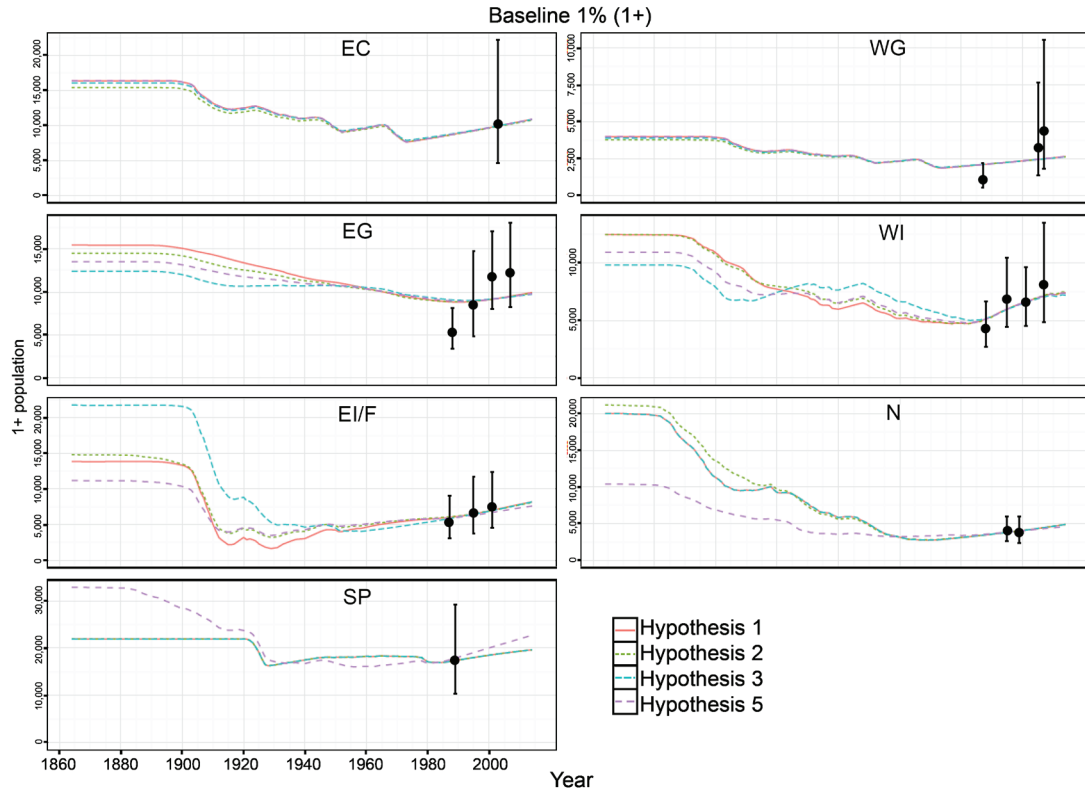 Baseline 1% (1+)
EC
20,000
15,000
10,000
5,000
0
WG
10,000
7,500
5,000
2,500
0
EG
15,000
10,000
5,000
0
WI
10,000
5,000
0
1+ population
EI/F
20,000
15,000
10,000
5,000
0
N
20,000
15,000
10,000
5,000
0
SP
30,000
20,000
10,000
0
Hypothesis 1
Hypothesis 2
Hypothesis 3
Hypothesis 5
1860 1880 1900 1920 1940 1960 1980 2000
Year